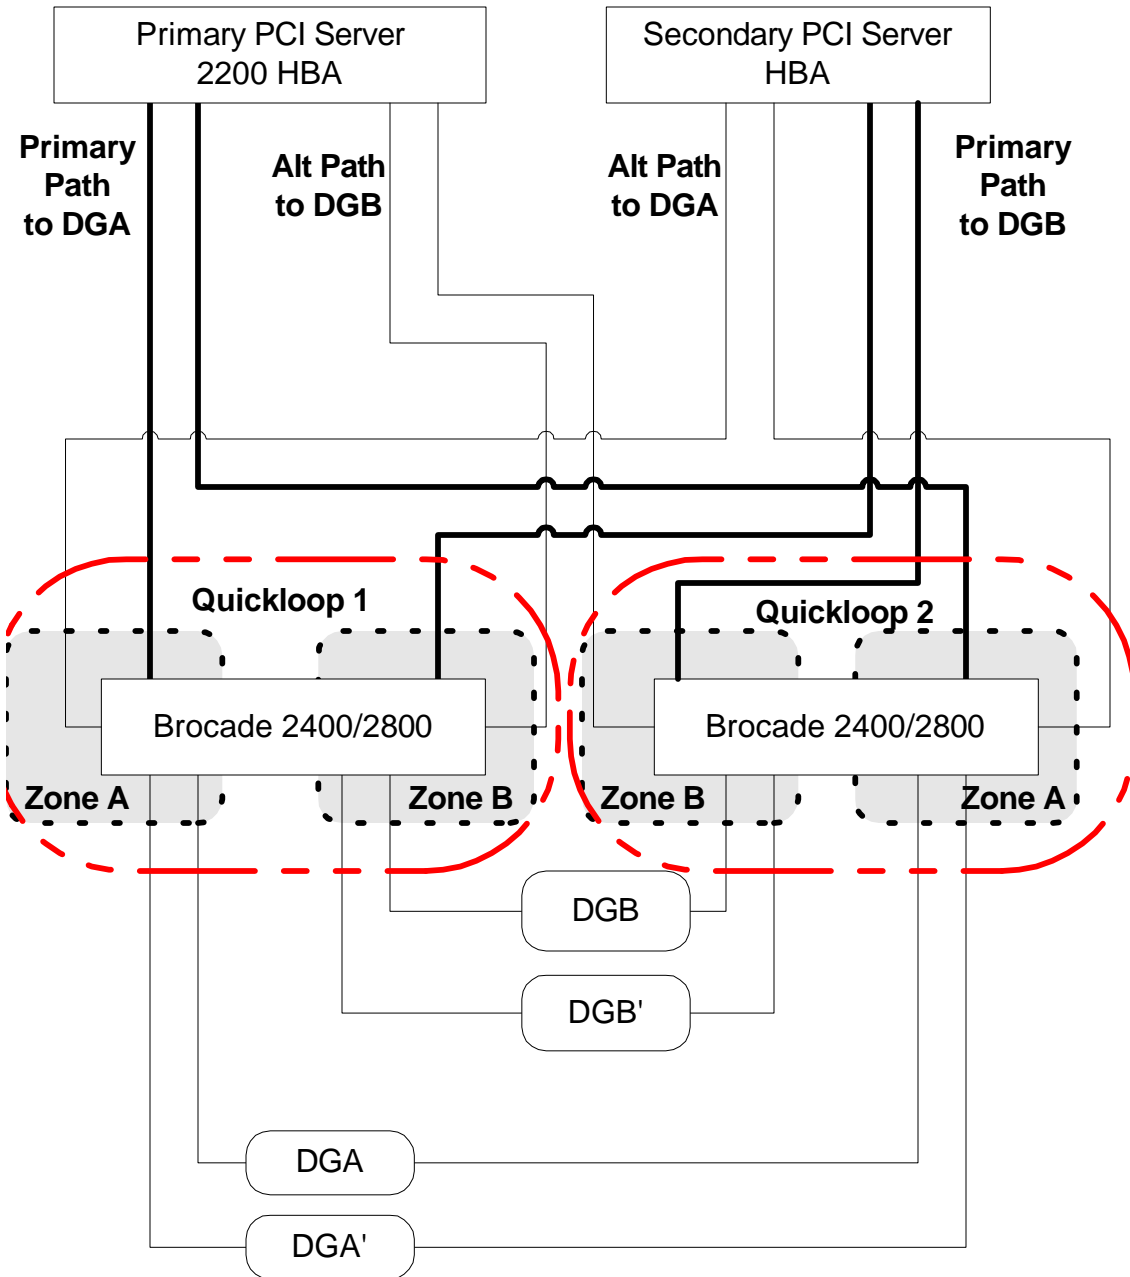 Primary PCI Server
2200 HBA
Secondary PCI Server
HBA
Primary
Path
to DGA
Alt Path
to DGB
Alt Path
to DGA
Primary
Path
to DGB
Quickloop 1
Quickloop 2
Brocade 2400/2800
Brocade 2400/2800
Zone A
Zone B
Zone B
Zone A
DGB
DGB'
DGA
DGA'